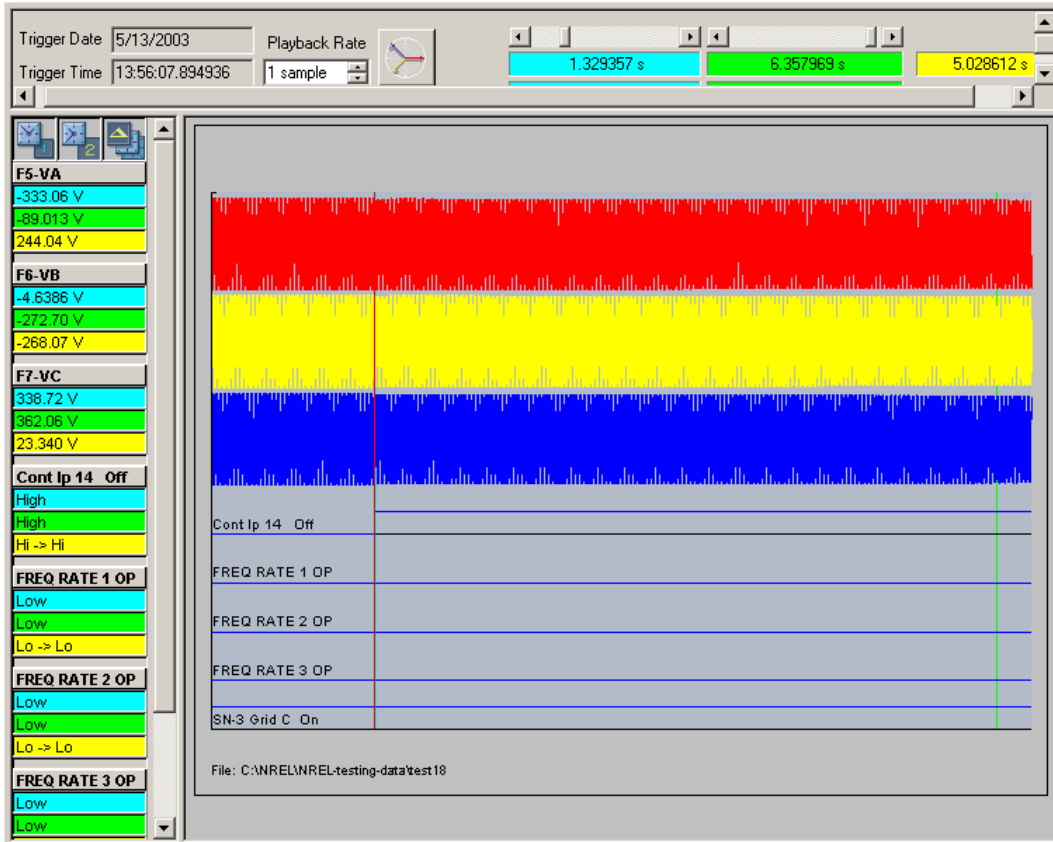 Trigger Date 5/13/2003 Playback Rate
Trigger Time 13:56:07.894936 1 sample
1.329357 s 6.357969 s 5.028612 s
1 2
F5-VA
-333.06 V
-89.013 V
244.04 V
F6-VB
-4.6386 V
-272.70 V
-268.07 V
F7-VC
338.72 V
362.06 V
23.340 V
Cont Ip 14 Off
High
High
Hi -> Hi
FREQ RATE 1 OP
Low
Low
Lo -> Lo
FREQ RATE 2 OP
Low
Low
Lo -> Lo
FREQ RATE 3 OP
Low
Low
Cont Ip 14 Off
FREQ RATE 1 OP
FREQ RATE 2 OP
FREQ RATE 3 OP
SN-3 Grid C On
File: C:\NREL\NREL-testing-data\test18